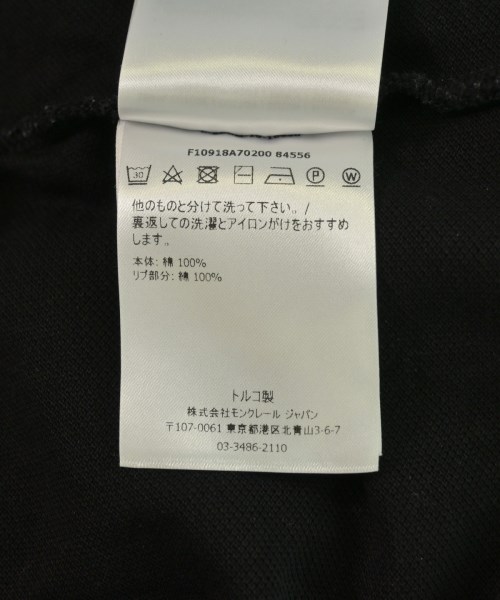 F10918A70200 84556
30 P W
他のものと分けて洗って下さい。/
裏返しての洗濯とアイロンがけをおすすめ
します。
本体: 綿 100%
リブ部分: 綿 100%
トルコ製
株式会社モンクレール ジャパン
〒107-0061 東京都港区北青山3-6-7
03-3486-2110